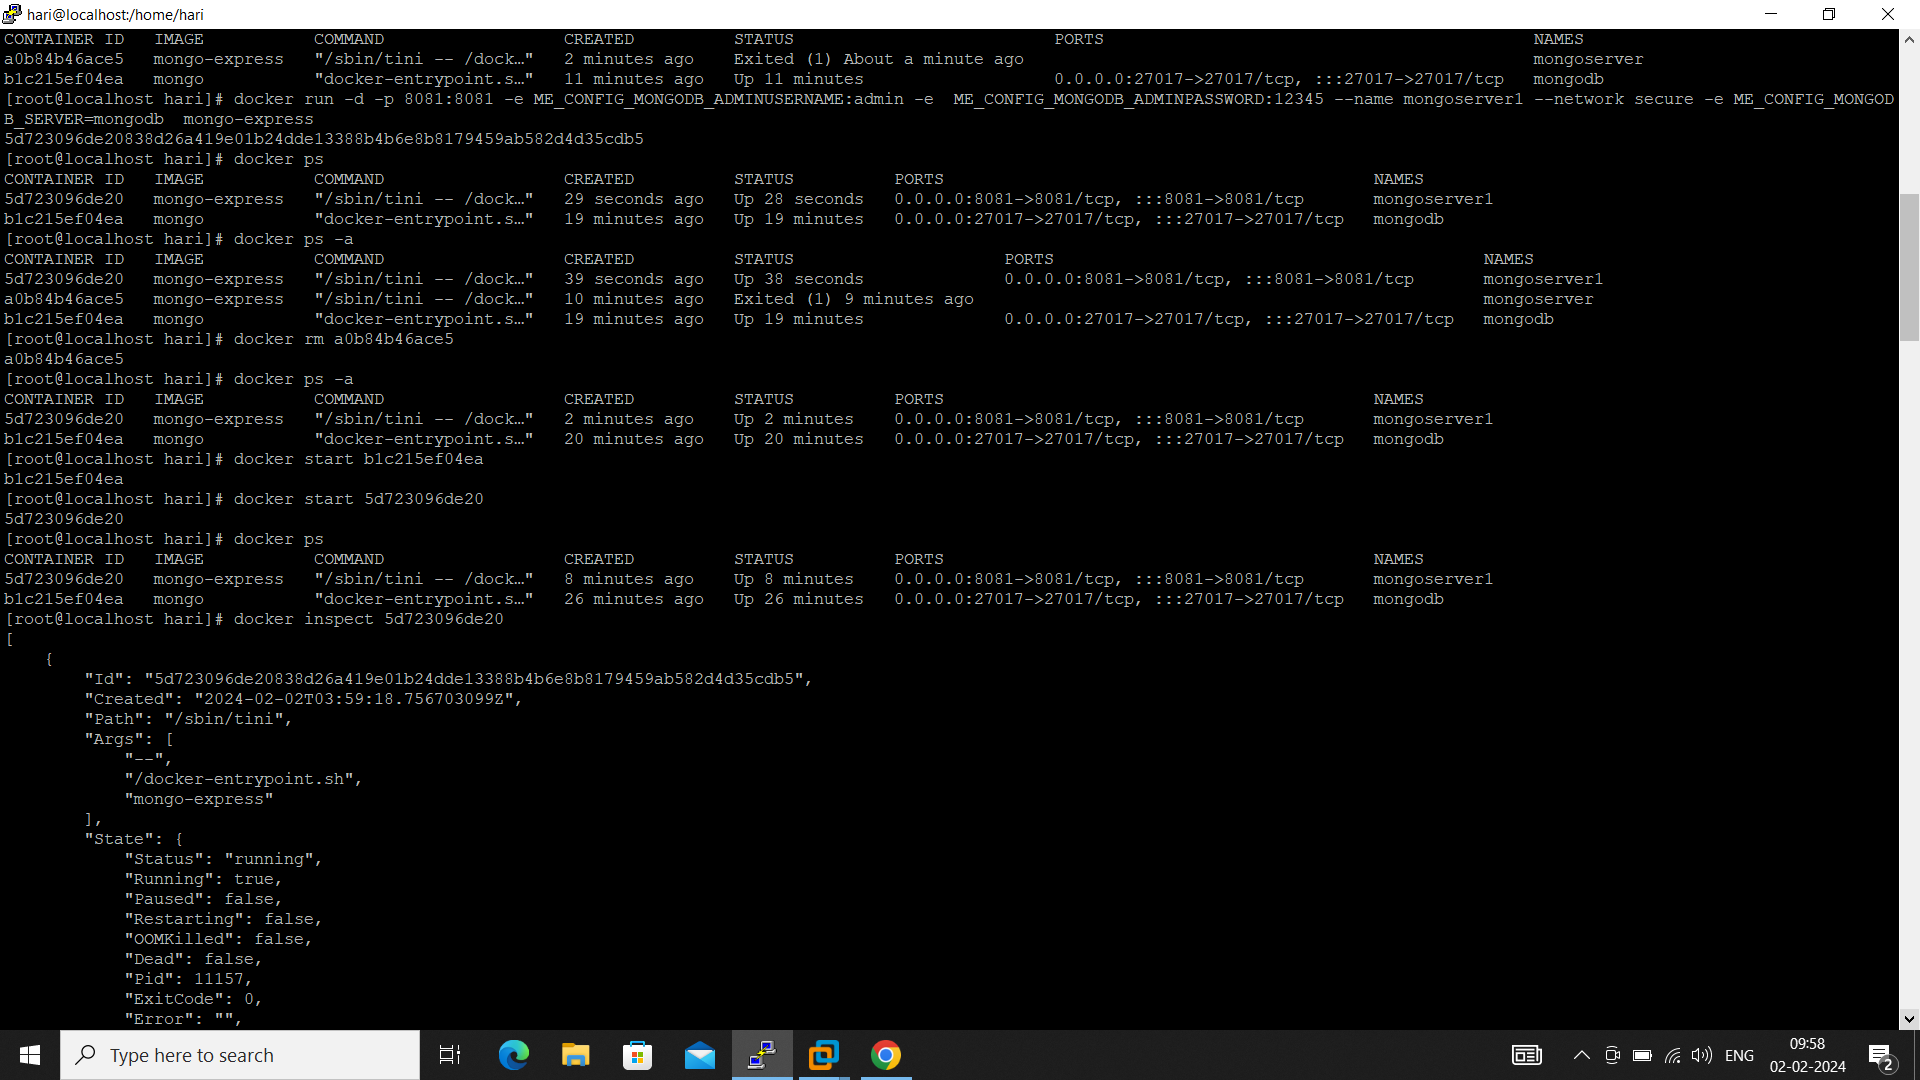 hari@localhost:/home/hari
CONTAINER ID   IMAGE           COMMAND                  CREATED          STATUS                          PORTS                                           NAMES
a0b84b46ace5   mongo-express   "/sbin/tini -- /dock…"   2 minutes ago    Exited (1) About a minute ago                                                   mongoserver
b1c215ef04ea   mongo           "docker-entrypoint.s…"   11 minutes ago   Up 11 minutes                   0.0.0.0:27017->27017/tcp, :::27017->27017/tcp   mongodb
[root@localhost hari]# docker run -d -p 8081:8081 -e ME_CONFIG_MONGODB_ADMINUSERNAME:admin -e  ME_CONFIG_MONGODB_ADMINPASSWORD:12345 --name mongoserver1 --network secure -e ME_CONFIG_MONGOD
B_SERVER=mongodb  mongo-express
5d723096de20838d26a419e01b24dde13388b4b6e8b8179459ab582d4d35cdb5
[root@localhost hari]# docker ps
CONTAINER ID   IMAGE           COMMAND                  CREATED          STATUS          PORTS                                           NAMES
5d723096de20   mongo-express   "/sbin/tini -- /dock…"   29 seconds ago   Up 28 seconds   0.0.0.0:8081->8081/tcp, :::8081->8081/tcp       mongoserver1
b1c215ef04ea   mongo           "docker-entrypoint.s…"   19 minutes ago   Up 19 minutes   0.0.0.0:27017->27017/tcp, :::27017->27017/tcp   mongodb
[root@localhost hari]# docker ps -a
CONTAINER ID   IMAGE           COMMAND                  CREATED          STATUS                     PORTS                                           NAMES
5d723096de20   mongo-express   "/sbin/tini -- /dock…"   39 seconds ago   Up 38 seconds              0.0.0.0:8081->8081/tcp, :::8081->8081/tcp       mongoserver1
a0b84b46ace5   mongo-express   "/sbin/tini -- /dock…"   10 minutes ago   Exited (1) 9 minutes ago                                                   mongoserver
b1c215ef04ea   mongo           "docker-entrypoint.s…"   19 minutes ago   Up 19 minutes              0.0.0.0:27017->27017/tcp, :::27017->27017/tcp   mongodb
[root@localhost hari]# docker rm a0b84b46ace5
a0b84b46ace5
[root@localhost hari]# docker ps -a
CONTAINER ID   IMAGE           COMMAND                  CREATED          STATUS          PORTS                                           NAMES
5d723096de20   mongo-express   "/sbin/tini -- /dock…"   2 minutes ago    Up 2 minutes    0.0.0.0:8081->8081/tcp, :::8081->8081/tcp       mongoserver1
b1c215ef04ea   mongo           "docker-entrypoint.s…"   20 minutes ago   Up 20 minutes   0.0.0.0:27017->27017/tcp, :::27017->27017/tcp   mongodb
[root@localhost hari]# docker start b1c215ef04ea
b1c215ef04ea
[root@localhost hari]# docker start 5d723096de20
5d723096de20
[root@localhost hari]# docker ps
CONTAINER ID   IMAGE           COMMAND                  CREATED          STATUS          PORTS                                           NAMES
5d723096de20   mongo-express   "/sbin/tini -- /dock…"   8 minutes ago    Up 8 minutes    0.0.0.0:8081->8081/tcp, :::8081->8081/tcp       mongoserver1
b1c215ef04ea   mongo           "docker-entrypoint.s…"   26 minutes ago   Up 26 minutes   0.0.0.0:27017->27017/tcp, :::27017->27017/tcp   mongodb
[root@localhost hari]# docker inspect 5d723096de20
[
    {
        "Id": "5d723096de20838d26a419e01b24dde13388b4b6e8b8179459ab582d4d35cdb5",
        "Created": "2024-02-02T03:59:18.756703099Z",
        "Path": "/sbin/tini",
        "Args": [
            "--",
            "/docker-entrypoint.sh",
            "mongo-express"
        ],
        "State": {
            "Status": "running",
            "Running": true,
            "Paused": false,
            "Restarting": false,
            "OOMKilled": false,
            "Dead": false,
            "Pid": 11157,
            "ExitCode": 0,
            "Error": "",
Type here to search
ENG
09:58
02-02-2024
2